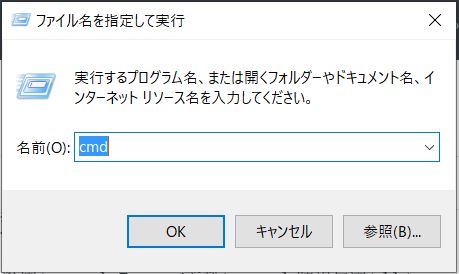 ファイル名を指定して実行
実行するプログラム名、または開くフォルダーやドキュメント名、イ
ンターネット リソース名を入力してください。
名前(O): cmd
OK キャンセル 参照(B)...